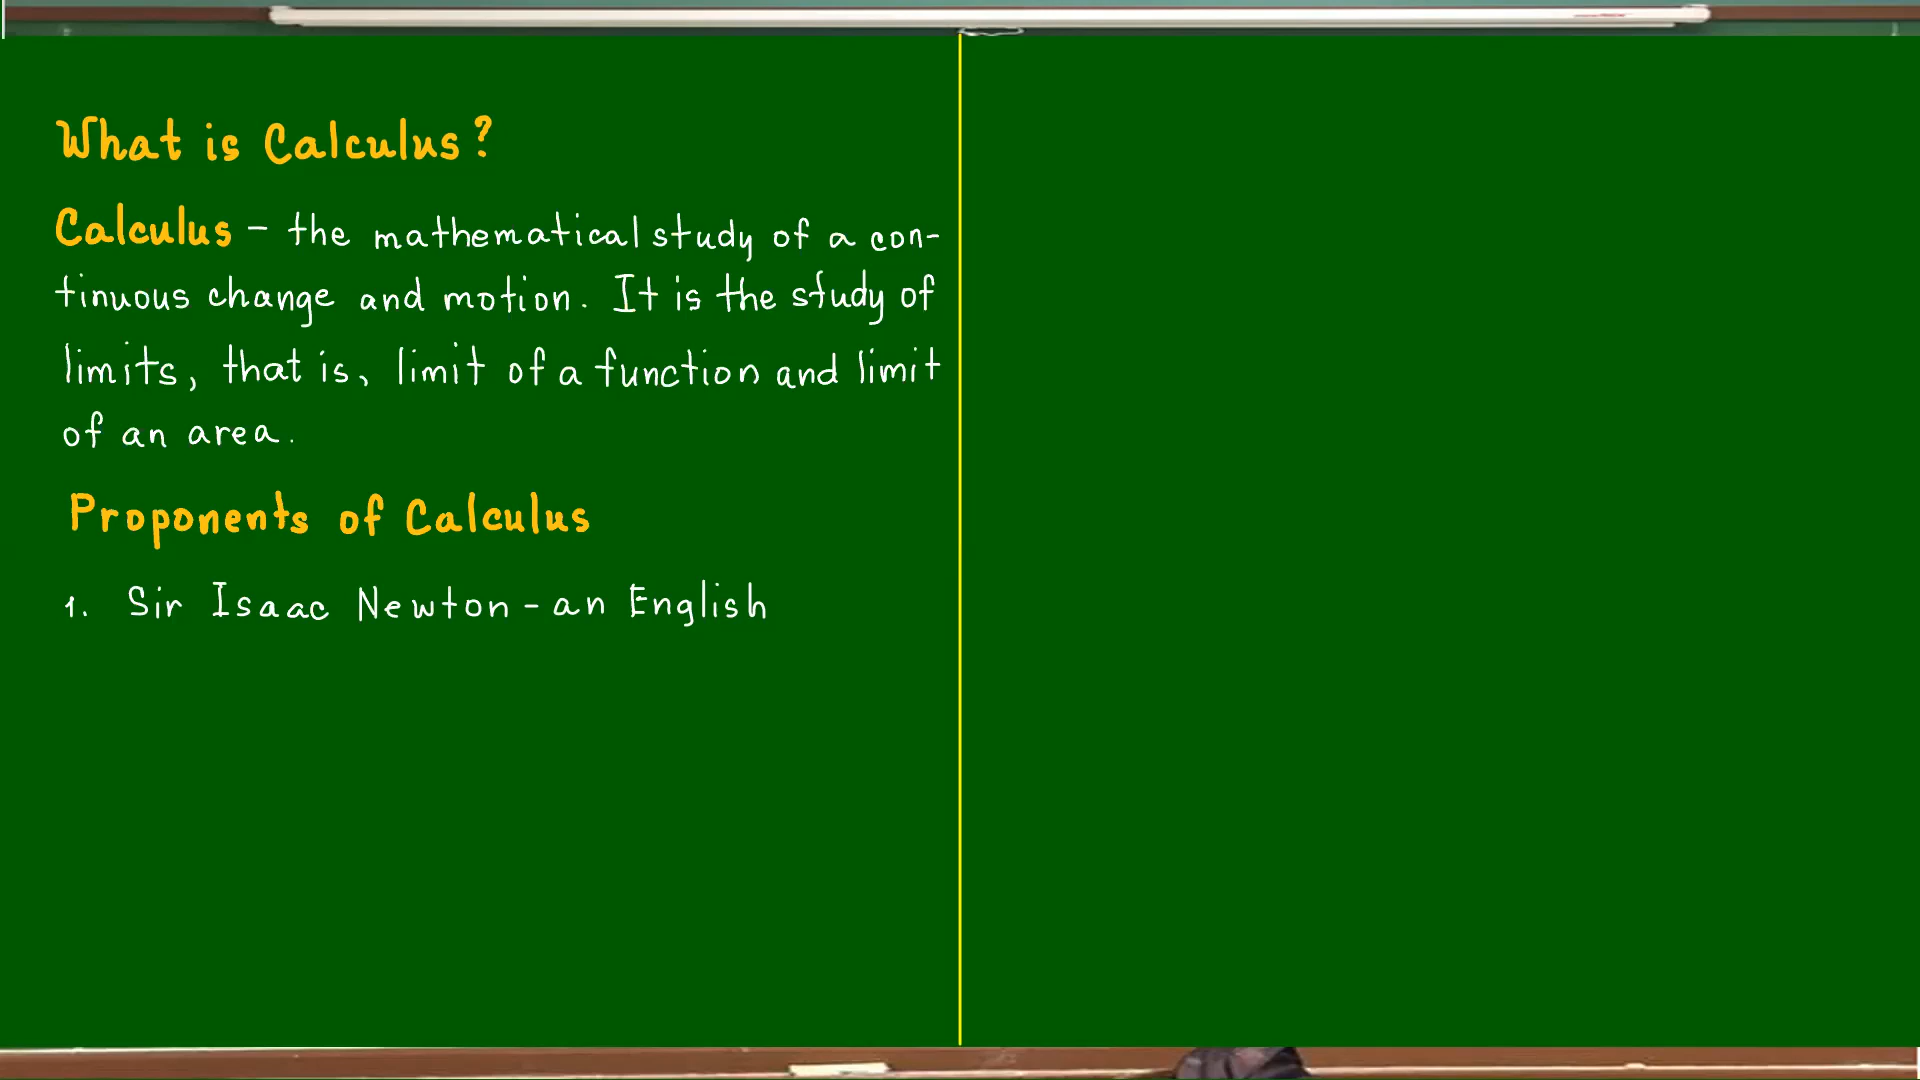 What is Calculus?
Calculus - the mathematical study of a con-
tinuous change and motion. It is the study of
limits, that is, limit of a function and limit
of an area.
Proponents of Calculus
1. Sir Isaac Newton - an English